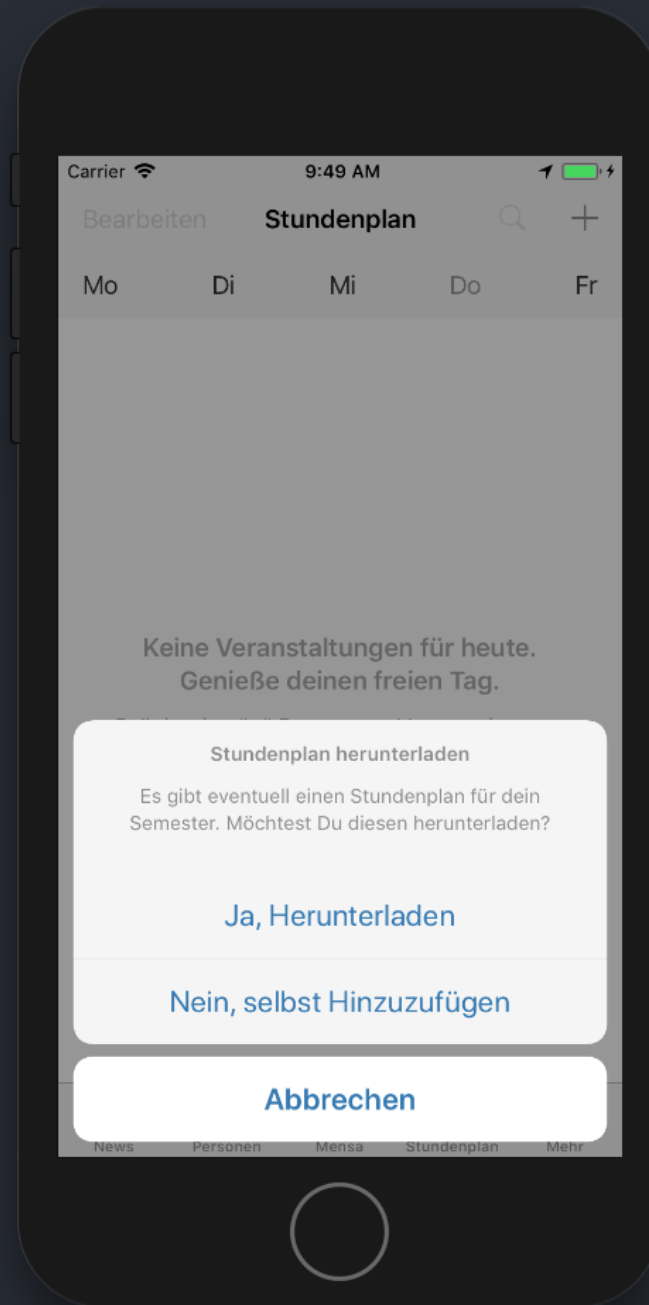 Carrier 9:49 AM
Bearbeiten Stundenplan
Mo Di Mi Do Fr
Keine Veranstaltungen für heute.
Genieße deinen freien Tag.
Stundenplan herunterladen
Es gibt eventuell einen Stundenplan für dein
Semester. Möchtest Du diesen herunterladen?
Ja, Herunterladen
Nein, selbst Hinzuzufügen
Abbrechen
News Personen Mensa Stundenplan Mehr